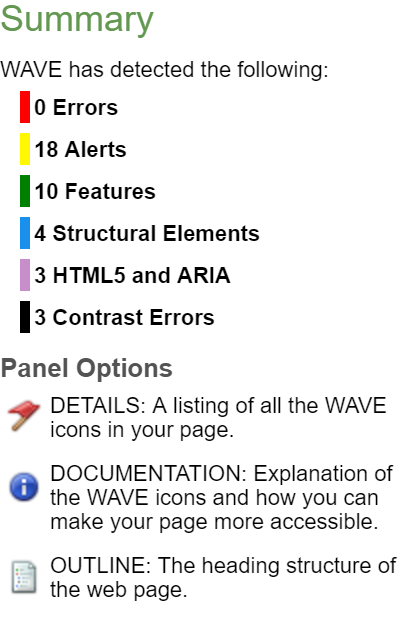 Summary
WAVE has detected the following:
0 Errors
18 Alerts
10 Features
4 Structural Elements
3 HTML5 and ARIA
3 Contrast Errors
Panel Options
DETAILS: A listing of all the WAVE
icons in your page.
DOCUMENTATION: Explanation of
the WAVE icons and how you can
make your page more accessible.
OUTLINE: The heading structure of
the web page.